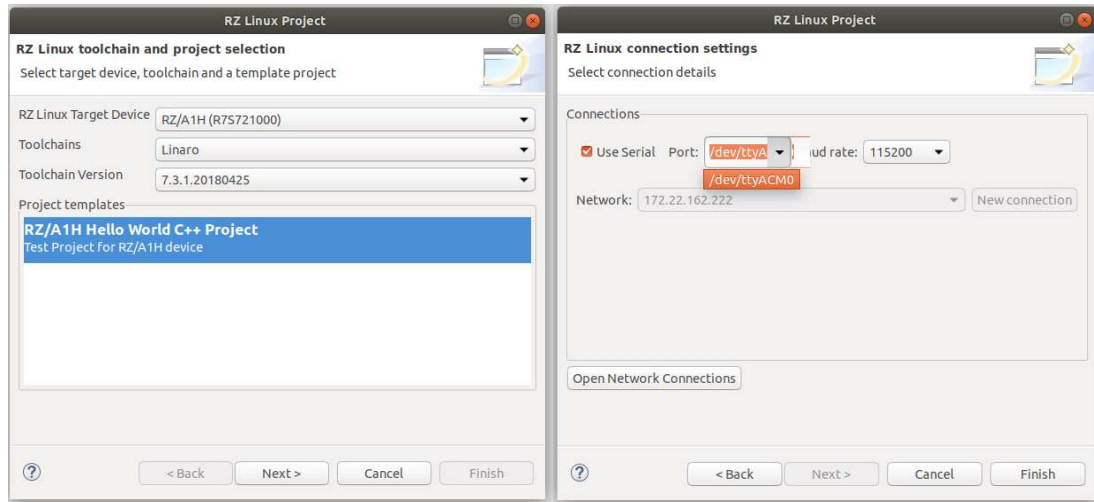 RZ Linux Project
RZ Linux toolchain and project selection
Select target device, toolchain and a template project
RZ Linux Target Device RZ/A1H (R7S721000)
Toolchains Linaro
Toolchain Version 7.3.1.20180425
Project templates
RZ/A1H Hello World C++ Project
Test Project for RZ/A1H device
< Back Next > Cancel Finish
RZ Linux Project
RZ Linux connection settings
Select connection details
Connections
Use Serial Port: /dev/ttyA ud rate: 115200
/dev/ttyACM0
Network: 172.22.162.222 New connection
Open Network Connections
< Back Next > Cancel Finish